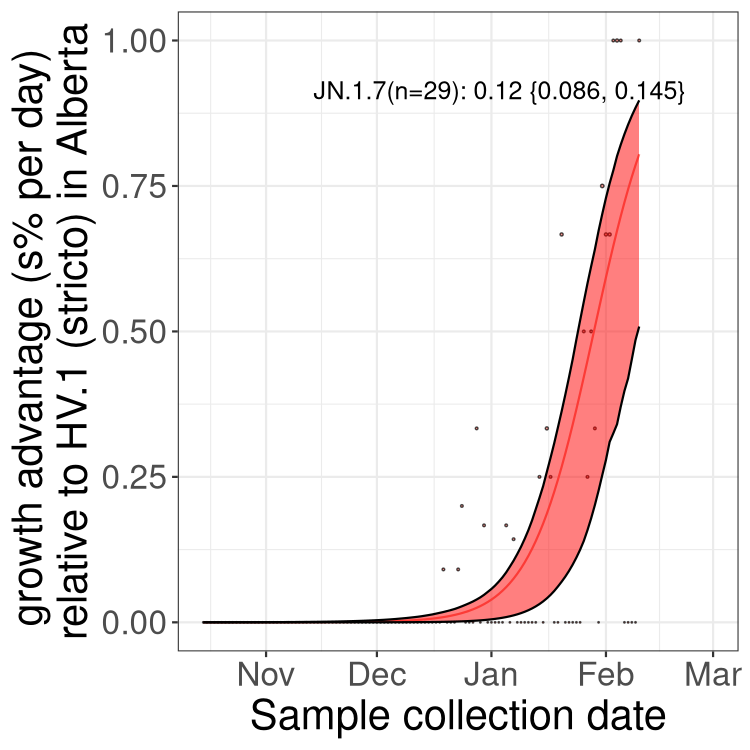 growth advantage (s% per day)
relative to HV.1 (stricto) in Alberta
1.00
0.75
0.50
0.25
0.00
JN.1.7(n=29): 0.12 {0.086, 0.145}
Nov Dec Jan Feb Mar
Sample collection date